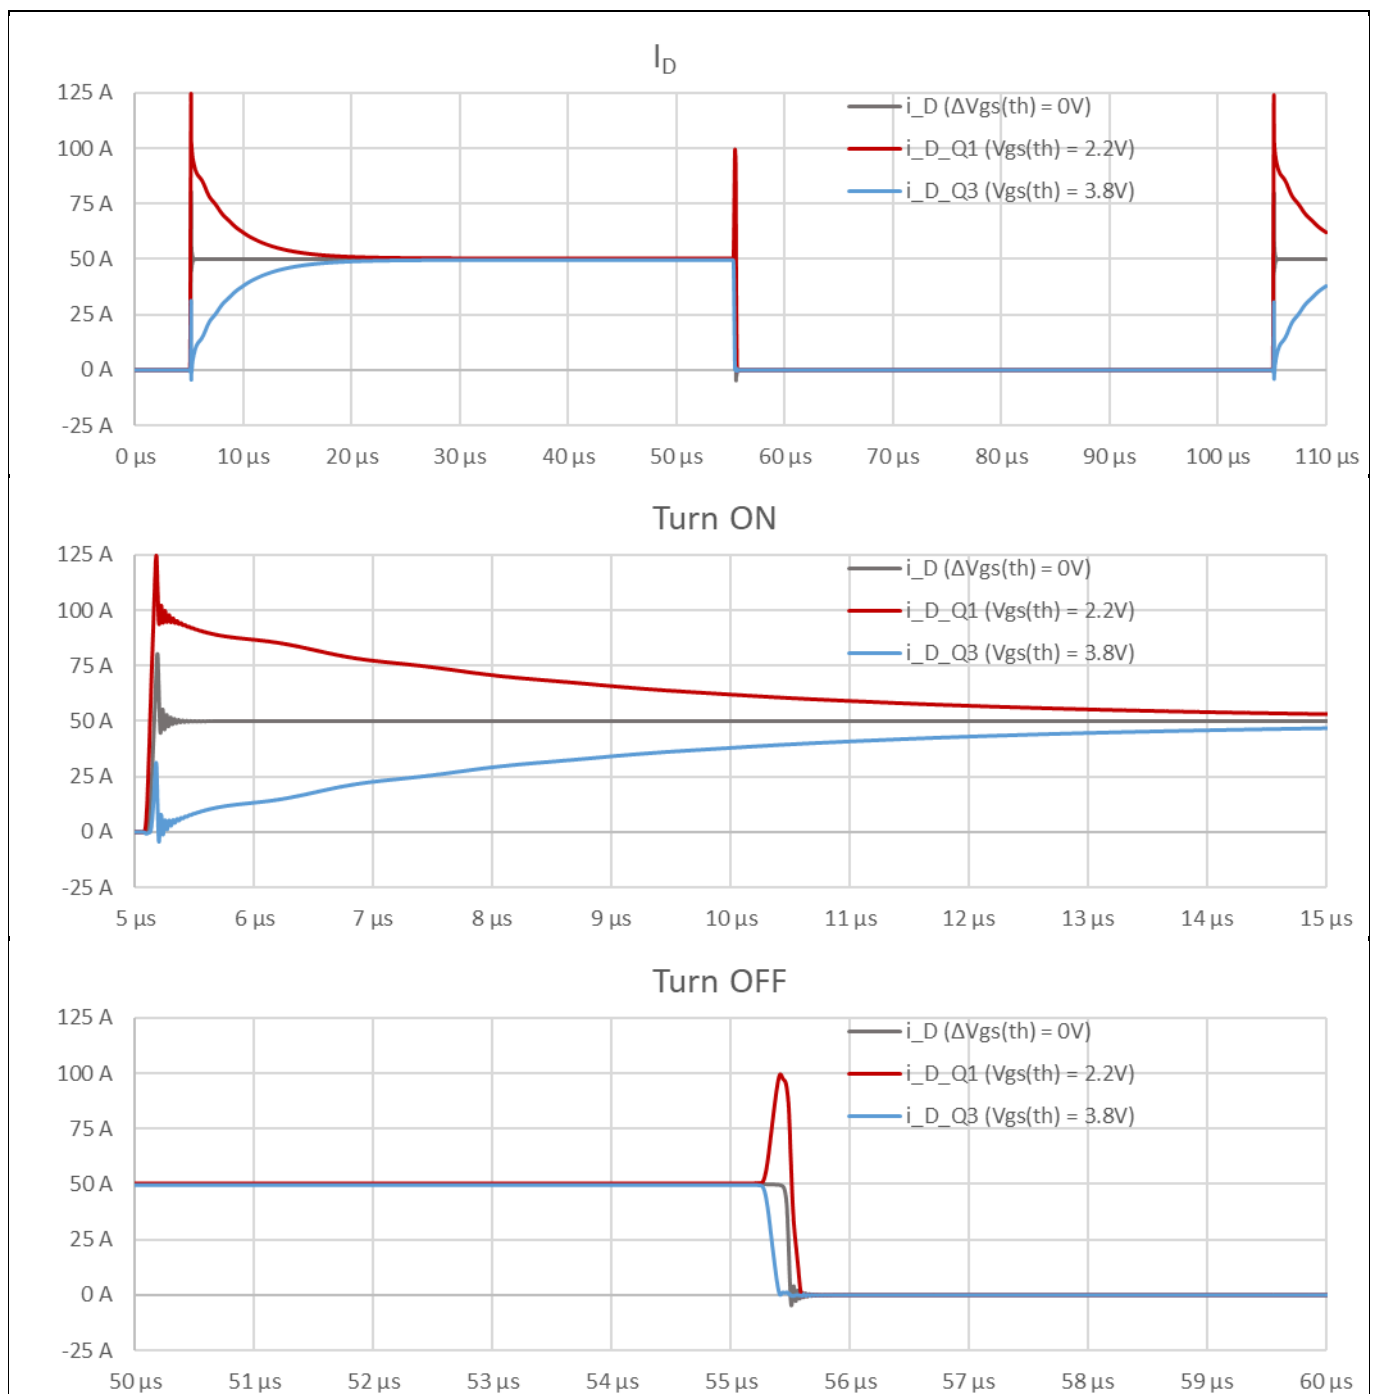 I_D
125 A
100 A
75 A
50 A
25 A
0 A
-25 A
i_D (ΔVgs(th) = 0V)
i_D_Q1 (Vgs(th) = 2.2V)
i_D_Q3 (Vgs(th) = 3.8V)
0 µs 10 µs 20 µs 30 µs 40 µs 50 µs 60 µs 70 µs 80 µs 90 µs 100 µs 110 µs
Turn ON
125 A
100 A
75 A
50 A
25 A
0 A
-25 A
i_D (ΔVgs(th) = 0V)
i_D_Q1 (Vgs(th) = 2.2V)
i_D_Q3 (Vgs(th) = 3.8V)
5 µs 6 µs 7 µs 8 µs 9 µs 10 µs 11 µs 12 µs 13 µs 14 µs 15 µs
Turn OFF
125 A
100 A
75 A
50 A
25 A
0 A
-25 A
i_D (ΔVgs(th) = 0V)
i_D_Q1 (Vgs(th) = 2.2V)
i_D_Q3 (Vgs(th) = 3.8V)
50 µs 51 µs 52 µs 53 µs 54 µs 55 µs 56 µs 57 µs 58 µs 59 µs 60 µs